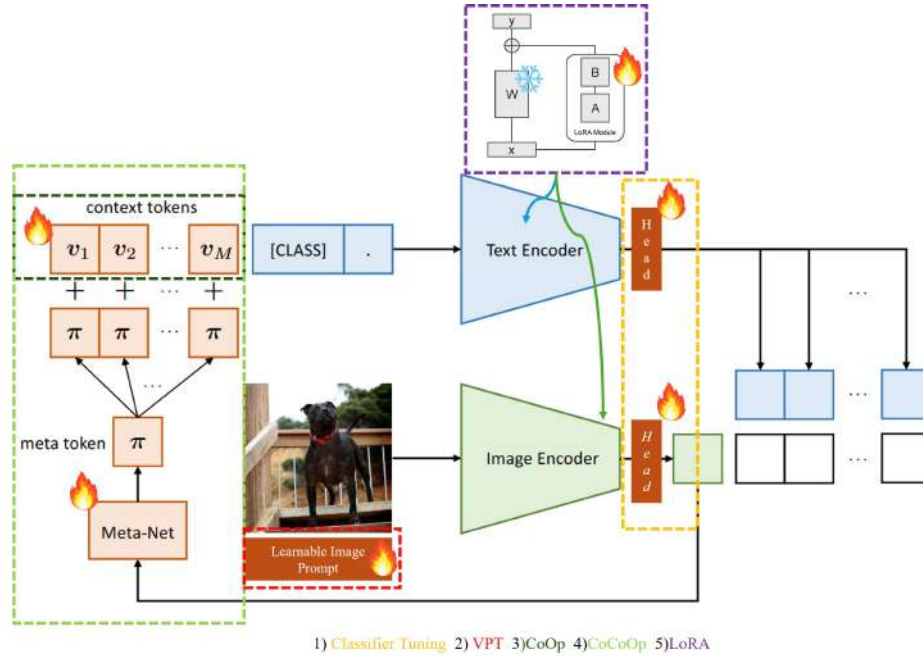 y
W
B
A
LoRA Module
x
context tokens
v1 v2 ... vM
[CLASS] .
Text Encoder
Head
+ + ... +
π π ... π
...
...
meta token
π
Image Encoder
Head
...
...
Meta-Net
Learnable Image
Prompt
1) Classifier Tuning 2) VPT 3)CoOp 4)CoCoOp 5)LoRA